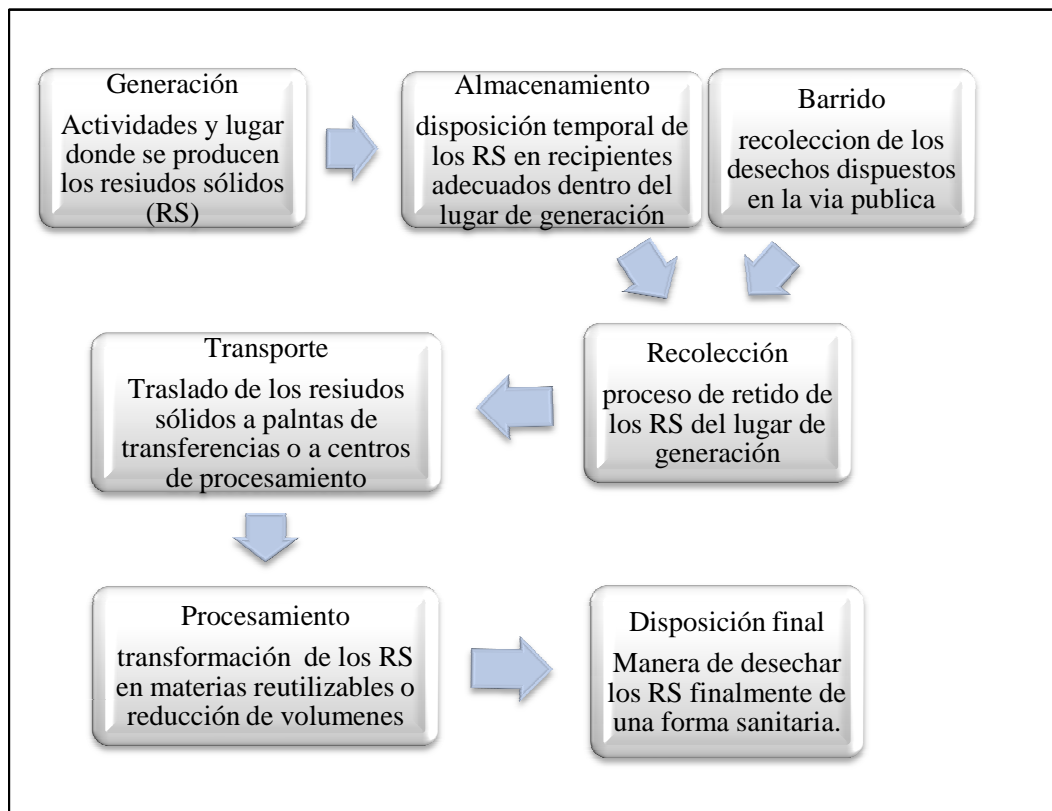 Generación
Actividades y lugar
donde se producen
los resiudos sólidos
(RS)
Almacenamiento
disposición temporal de
los RS en recipientes
adecuados dentro del
lugar de generación
Barrido
recoleccion de los
desechos dispuestos
en la via publica
Recolección
proceso de retido de
los RS del lugar de
generación
Transporte
Traslado de los resiudos
sólidos a palntas de
transferencias o a centros
de procesamiento
Procesamiento
transformación de los RS
en materias reutilizables o
reducción de volumenes
Disposición final
Manera de desechar
los RS finalmente de
una forma sanitaria.